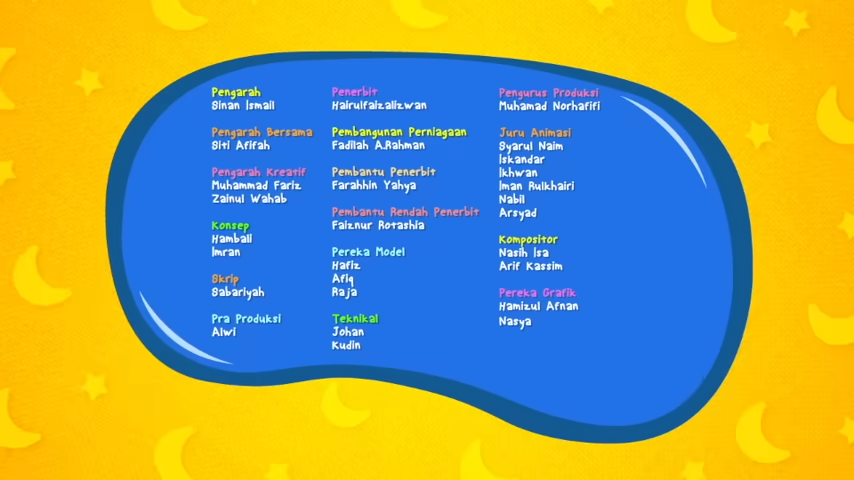 Pengarah
Sinan Ismail
Pengarah Bersama
Siti Afifah
Pengarah Kreatif
Muhammad Fariz
Zainul Wahab
Konsep
Hambali
Imran
Skrip
Sabariyah
Pra Produksi
Alwi
Penerbit
Hairulfaizalizwan
Pembangunan Perniagaan
Fadilah A.Rahman
Pembantu Penerbit
Farahhin Yahya
Pembantu Rendah Penerbit
Faiznur Rotashia
Pereka Model
Hafiz
Afiq
Raja
Teknikal
Johan
Kudin
Pengurus Produksi
Muhamad Norhafifi
Juru Animasi
Syarul Naim
Iskandar
Ikhwan
Iman Rulkhairi
Nabil
Arsyad
Kompositor
Nasih Isa
Arif Kassim
Pereka Grafik
Hamizul Afnan
Nasya